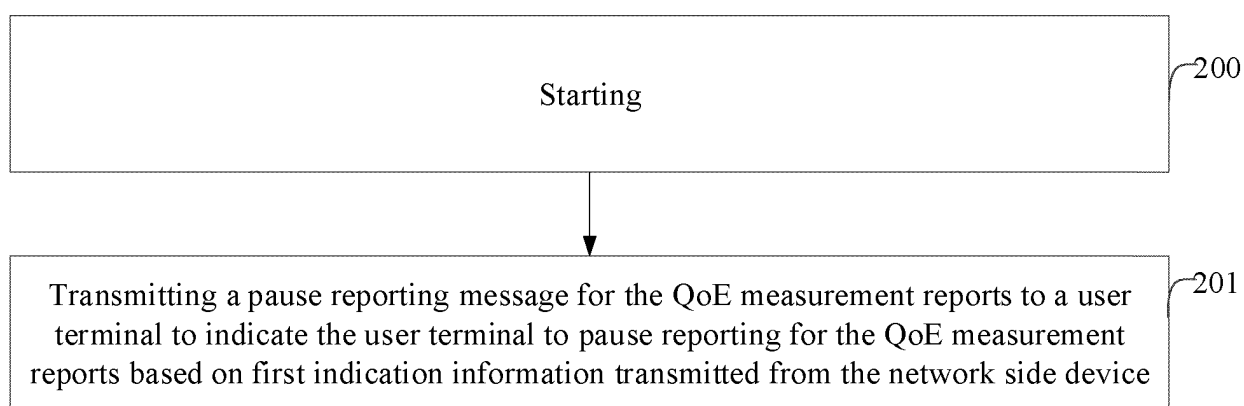 Starting
200
Transmitting a pause reporting message for the QoE measurement reports to a user
terminal to indicate the user terminal to pause reporting for the QoE measurement
reports based on first indication information transmitted from the network side device
201